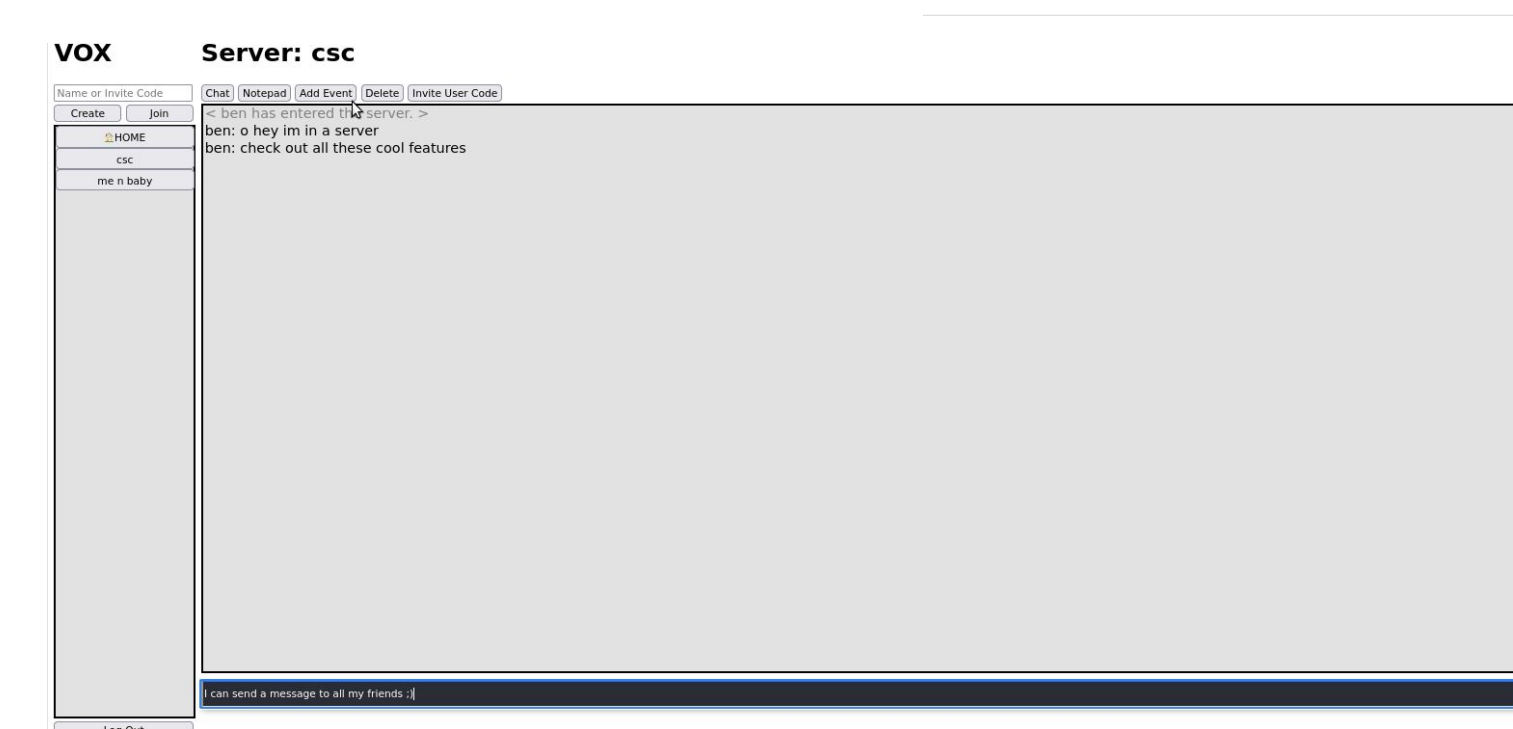 VOX
Server: csc
Name or Invite Code
Create Join
HOME
csc
me n baby
Chat Notepad Add Event Delete Invite User Code
< ben has entered the server. >
ben: o hey im in a server
ben: check out all these cool features
I can send a message to all my friends ;)
Log Out